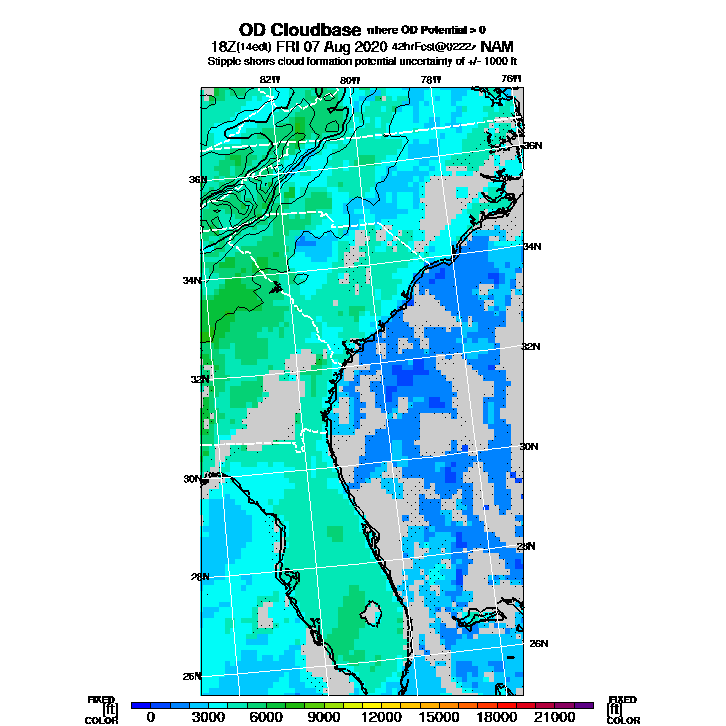 OD Cloudbase where OD Potential > 0
18Z(14edt) FRI 07 Aug 2020 42hrFcst@0222z NAM
Stipple shows cloud formation potential uncertainty of +/- 1000 ft
82W 80W 78W 76W
36N 36N
34N 34N
32N 32N
30N 30N
28N 28N
26N 26N
FIXED [ft] COLOR
0 3000 6000 9000 12000 15000 18000 21000
FIXED [ft] COLOR